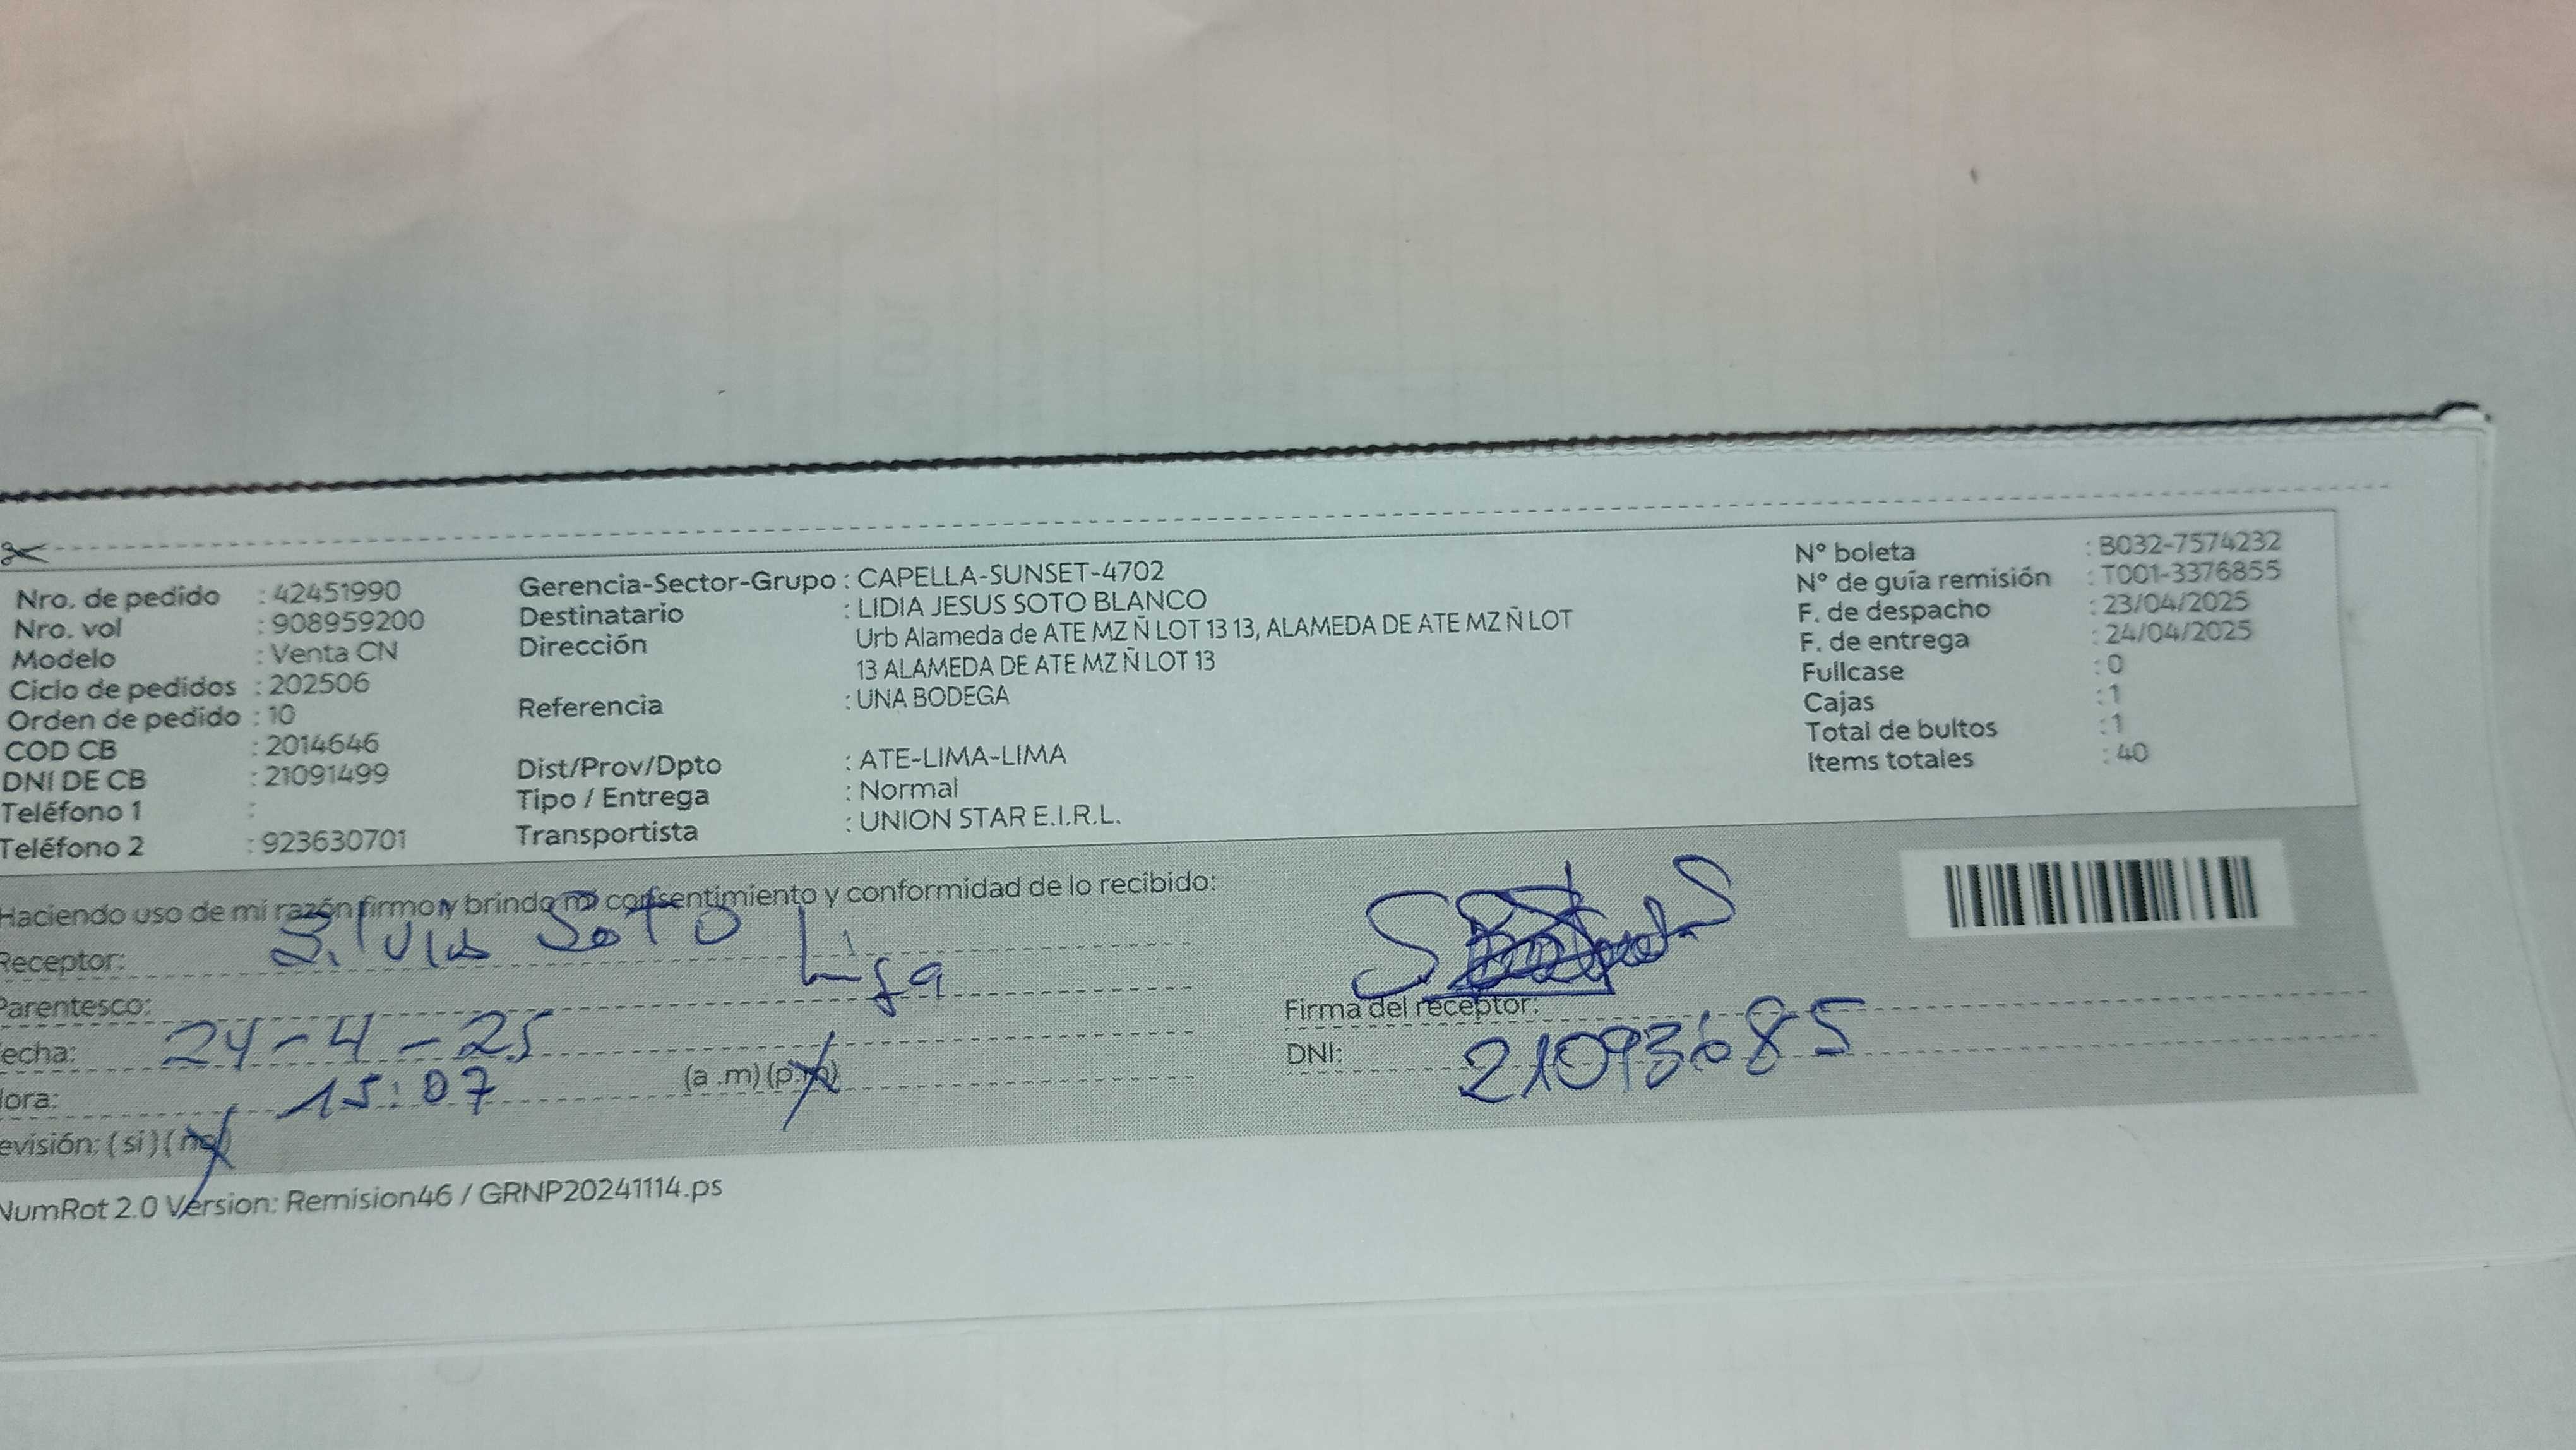 Nro. de pedido : 42451990
Nro. vol : 908959200
Modelo : Venta CN
Ciclo de pedidos : 202506
Orden de pedido : 10
COD CB : 2014646
DNI DE CB : 21091499
Teléfono 1 :
Teléfono 2 : 923630701
Gerencia-Sector-Grupo : CAPELLA-SUNSET-4702
Destinatario : LIDIA JESUS SOTO BLANCO
Dirección Urb Alameda de ATE MZ Ñ LOT 13 13, ALAMEDA DE ATE MZ Ñ LOT
13 ALAMEDA DE ATE MZ Ñ LOT 13
Referencia : UNA BODEGA
Dist/Prov/Dpto : ATE-LIMA-LIMA
Tipo / Entrega : Normal
Transportista : UNION STAR E.I.R.L.
N° boleta : B032-7574232
N° de guía remisión : T001-3376855
F. de despacho : 23/04/2025
F. de entrega : 24/04/2025
Fullcase : 0
Cajas : 1
Total de bultos : 1
Items totales : 40
Haciendo uso de mi razón firmo y brindo mi consentimiento y conformidad de lo recibido:
Receptor: Silvia Soto
Parentesco:
echa: 24-4-25
ora: 15:07 (a .m) (p.m)
evisión: ( si ) ( no )
Firma del receptor:
DNI: 21093685
NumRot 2.0 Version: Remision46 / GRNP20241114.ps